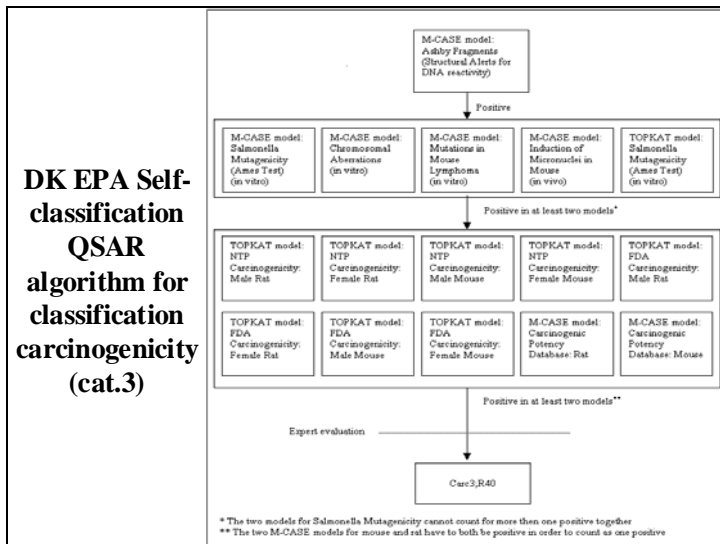 DK EPA Self-
classification
QSAR
algorithm for
classification
carcinogenicity
(cat.3)
M-CASE model:
Ashby Fragments
(Structural Alerts for
DNA reactivity)
Positive
M-CASE model:
Salmonella
Mutagenicity
(Ames Test)
(in vitro)
M-CASE model:
Chromosomal
Aberrations
(in vitro)
M-CASE model:
Mutations in
Mouse
Lymphoma
(in vitro)
M-CASE model:
Induction of
Micronuclei in
Mouse
(in vivo)
TOPKAT model:
Salmonella
Mutagenicity
(Ames Test)
(in vitro)
Positive in at least two models*
TOPKAT model:
NTP
Carcinogenicity:
Male Rat
TOPKAT model:
NTP
Carcinogenicity:
Female Rat
TOPKAT model:
NTP
Carcinogenicity:
Male Mouse
TOPKAT model:
NTP
Carcinogenicity:
Female Mouse
TOPKAT model:
FDA
Carcinogenicity:
Male Rat
TOPKAT model:
FDA
Carcinogenicity:
Female Rat
TOPKAT model:
FDA
Carcinogenicity:
Male Mouse
TOPKAT model:
FDA
Carcinogenicity:
Female Mouse
M-CASE model:
Carcinogenic
Potency
Database: Rat
M-CASE model:
Carcinogenic
Potency
Database: Mouse
Positive in at least two models**
Expert evaluation
Carc3;R40
* The two models for Salmonella Mutagenicity cannot count for more then one positive together
** The two M-CASE models for mouse and rat have to both be positive in order to count as one positive